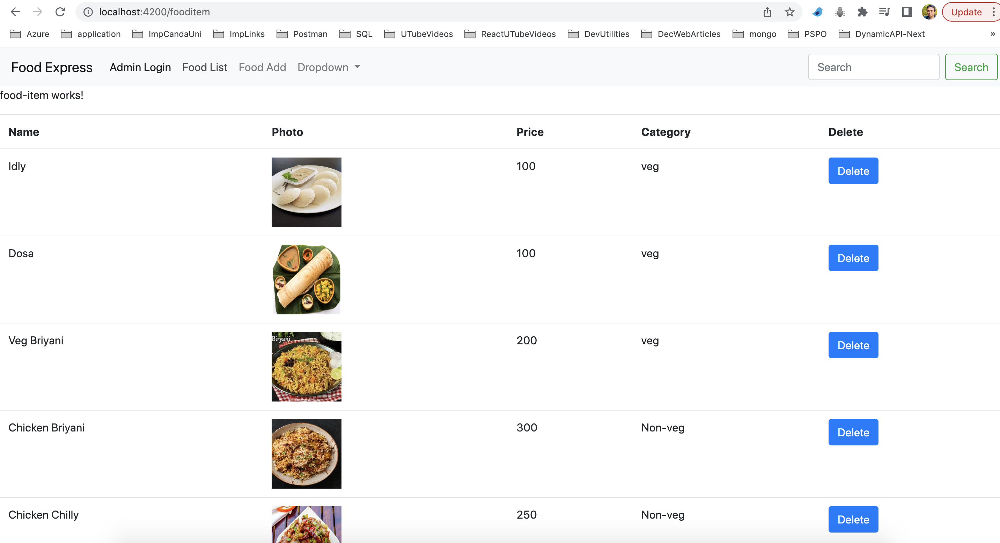 localhost:4200/fooditem
Update
Azure application ImpCandaUni ImpLinks Postman SQL UTubeVideos ReactUTubeVideos DevUtilities DecWebArticles mongo PSPO DynamicAPI-Next »
Food Express Admin Login Food List Food Add Dropdown Search Search
food-item works!
Name Photo Price Category Delete
Idly 100 veg Delete
Dosa 100 veg Delete
Veg Briyani 200 veg Delete
Biryani
Chicken Briyani 300 Non-veg Delete
Chicken Chilly 250 Non-veg Delete